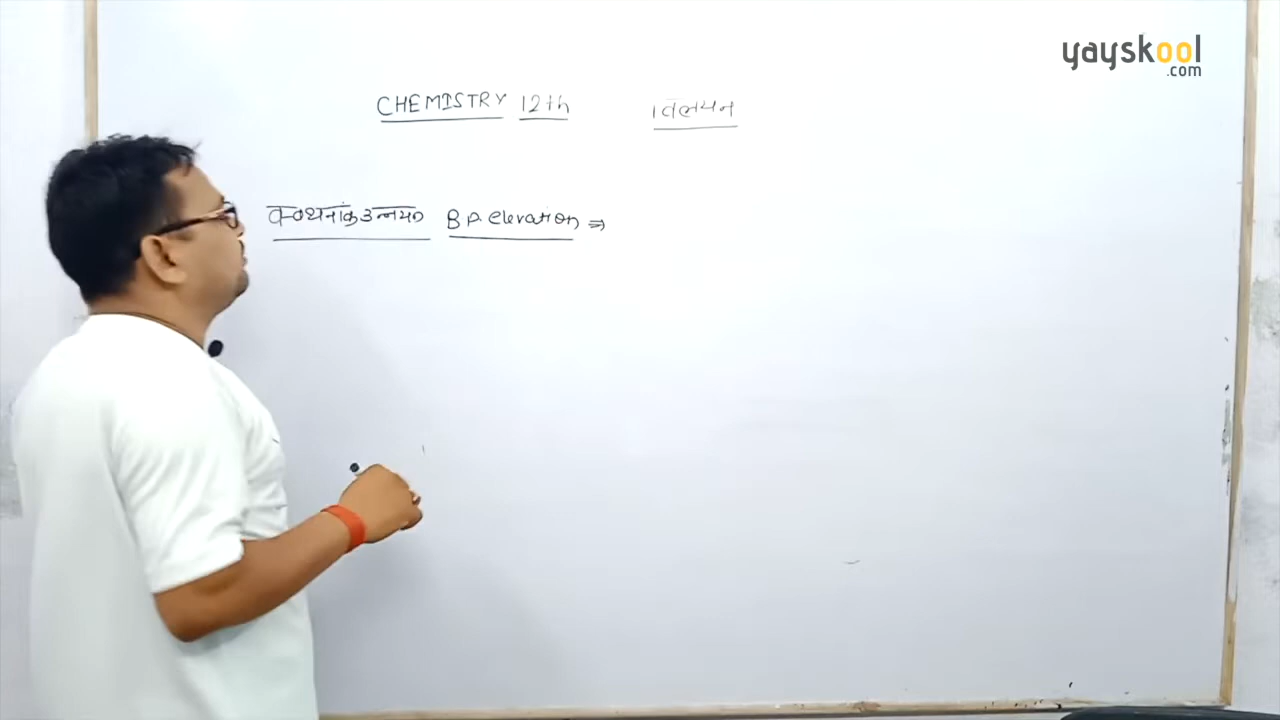 yayskool
.com
CHEMISTRY 12th विलयन
क्वथनांक उन्नयन B.P. elevation ⇒